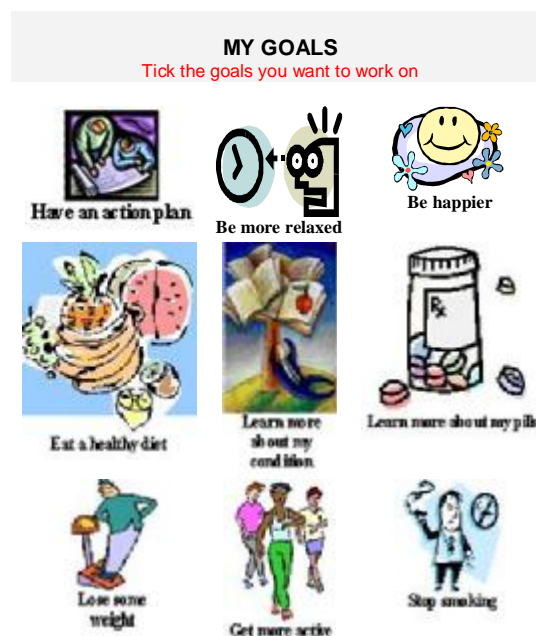 MY GOALS
Tick the goals you want to work on
Have an action plan
Be more relaxed
Be happier
Rx
Eat a healthy diet
Learn more
about my
condition
Learn more about my pills
Lose some
weight
Get more active
Stop smoking